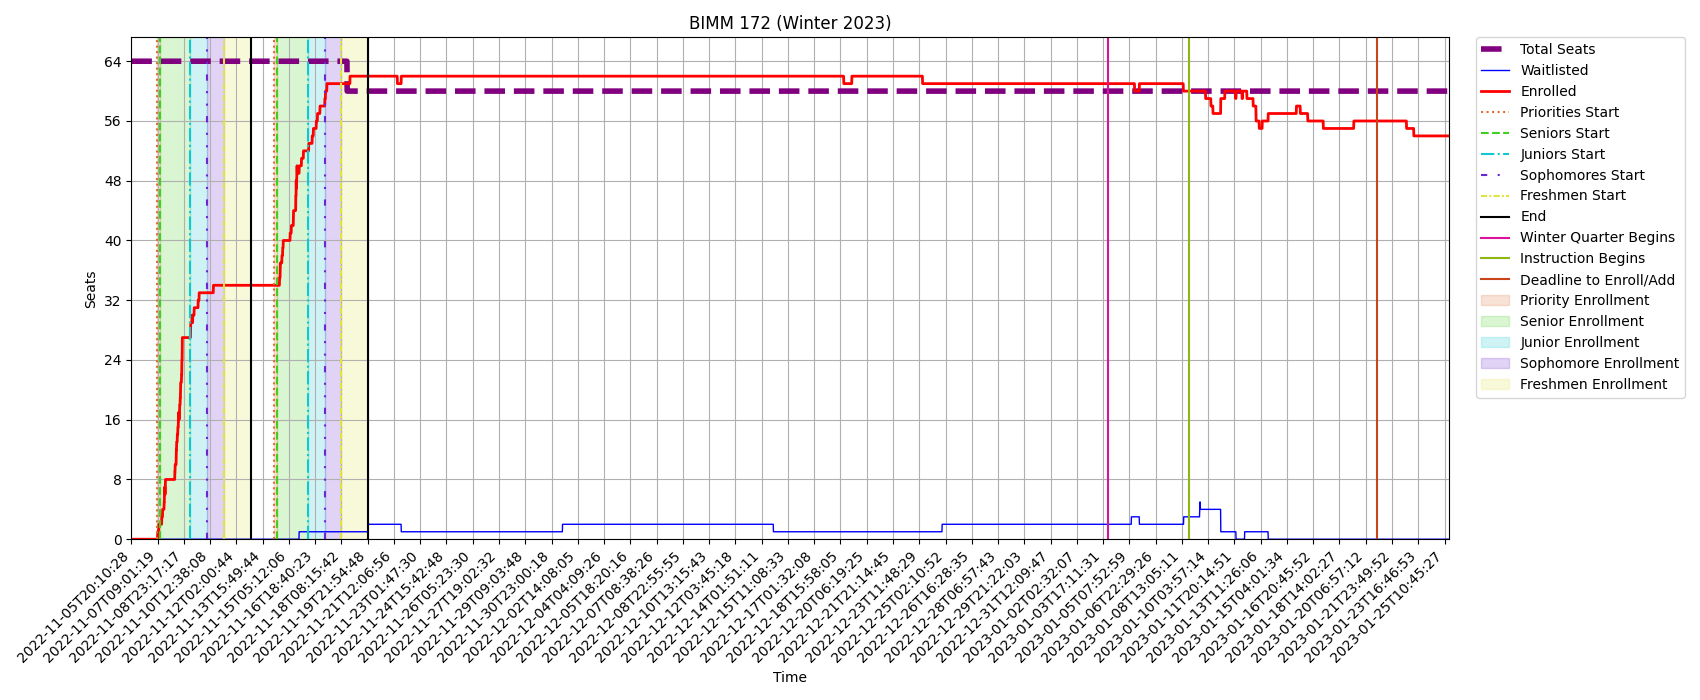 BIMM 172 (Winter 2023)
Seats
64
56
48
40
32
24
16
8
0
2022-11-05T20:10:28
2022-11-07T09:01:19
2022-11-08T23:17:17
2022-11-10T12:38:08
2022-11-12T02:00:44
2022-11-13T15:49:44
2022-11-15T05:12:06
2022-11-16T18:40:23
2022-11-18T08:15:42
2022-11-19T21:54:48
2022-11-21T12:06:56
2022-11-23T01:47:30
2022-11-24T15:42:48
2022-11-26T05:23:30
2022-11-27T19:02:32
2022-11-29T09:03:48
2022-11-30T23:00:18
2022-12-02T14:08:05
2022-12-04T04:09:26
2022-12-05T18:20:16
2022-12-07T07:38:26
2022-12-08T22:55:55
2022-12-10T13:15:43
2022-12-12T03:45:18
2022-12-14T01:51:11
2022-12-15T11:08:33
2022-12-17T01:32:08
2022-12-18T15:58:05
2022-12-20T06:19:25
2022-12-21T21:14:45
2022-12-23T11:48:29
2022-12-25T02:10:52
2022-12-26T16:28:35
2022-12-28T06:57:43
2022-12-29T21:22:03
2022-12-31T12:09:47
2023-01-02T02:32:07
2023-01-03T17:11:31
2023-01-05T07:52:59
2023-01-06T22:29:26
2023-01-08T13:05:11
2023-01-10T03:57:14
2023-01-11T20:14:51
2023-01-13T11:26:06
2023-01-15T04:01:34
2023-01-16T20:45:52
2023-01-18T14:02:27
2023-01-20T06:57:12
2023-01-21T23:49:52
2023-01-23T16:46:53
2023-01-25T10:45:27
Time
Total Seats
Waitlisted
Enrolled
Priorities Start
Seniors Start
Juniors Start
Sophomores Start
Freshmen Start
End
Winter Quarter Begins
Instruction Begins
Deadline to Enroll/Add
Priority Enrollment
Senior Enrollment
Junior Enrollment
Sophomore Enrollment
Freshmen Enrollment